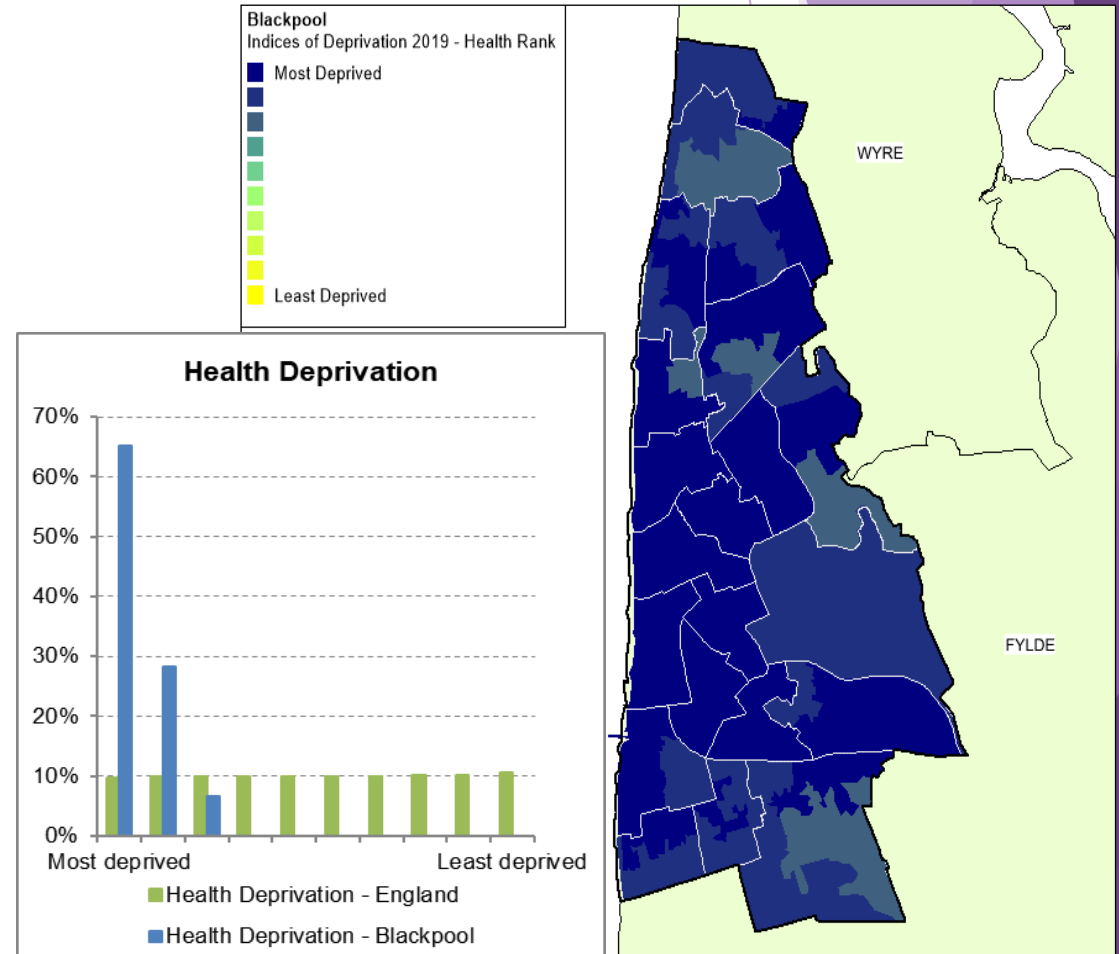 Blackpool
Indices of Deprivation 2019 - Health Rank
Most Deprived
Least Deprived
WYRE
FYLDE
Health Deprivation
70%
60%
50%
40%
30%
20%
10%
0%
Most deprived
Least deprived
Health Deprivation - England
Health Deprivation - Blackpool